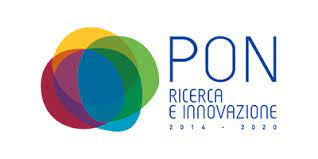 PON
RICERCA
E INNOVAZIONE
2014 - 2020